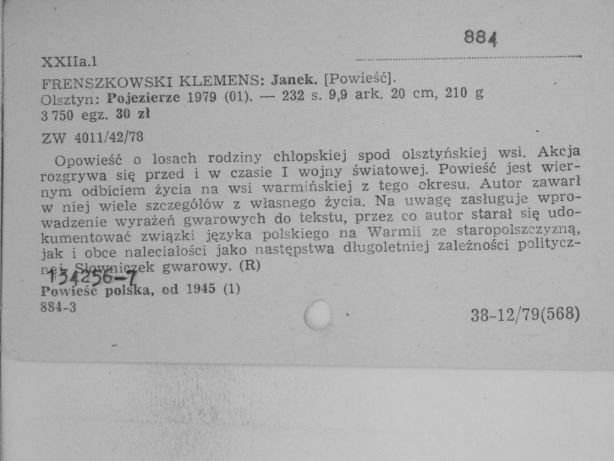 884
XXIIa.1
FRENSZKOWSKI KLEMENS: Janek. [Powieść].
Olsztyn: Pojezierze 1979 (01). — 232 s. 9,9 ark. 20 cm, 210 g
3 750 egz. 30 zł
ZW 4011/42/78
Opowieść o losach rodziny chłopskiej spod olsztyńskiej wsi. Akcja
rozgrywa się przed i w czasie I wojny światowej. Powieść jest wier-
nym odbiciem życia na wsi warmińskiej z tego okresu. Autor zawarł
w niej wiele szczegółów z własnego życia. Na uwagę zasługuje wpro-
wadzenie wyrażeń gwarowych do tekstu, przez co autor starał się udo-
kumentować związki języka polskiego na Warmii ze staropolszczyzną,
jak i obce naleciałości jako następstwa długoletniej zależności politycz-
nej. Słowniczek gwarowy. (R)
154256-7
Powieść polska, od 1945 (1)
884-3
38-12/79(568)